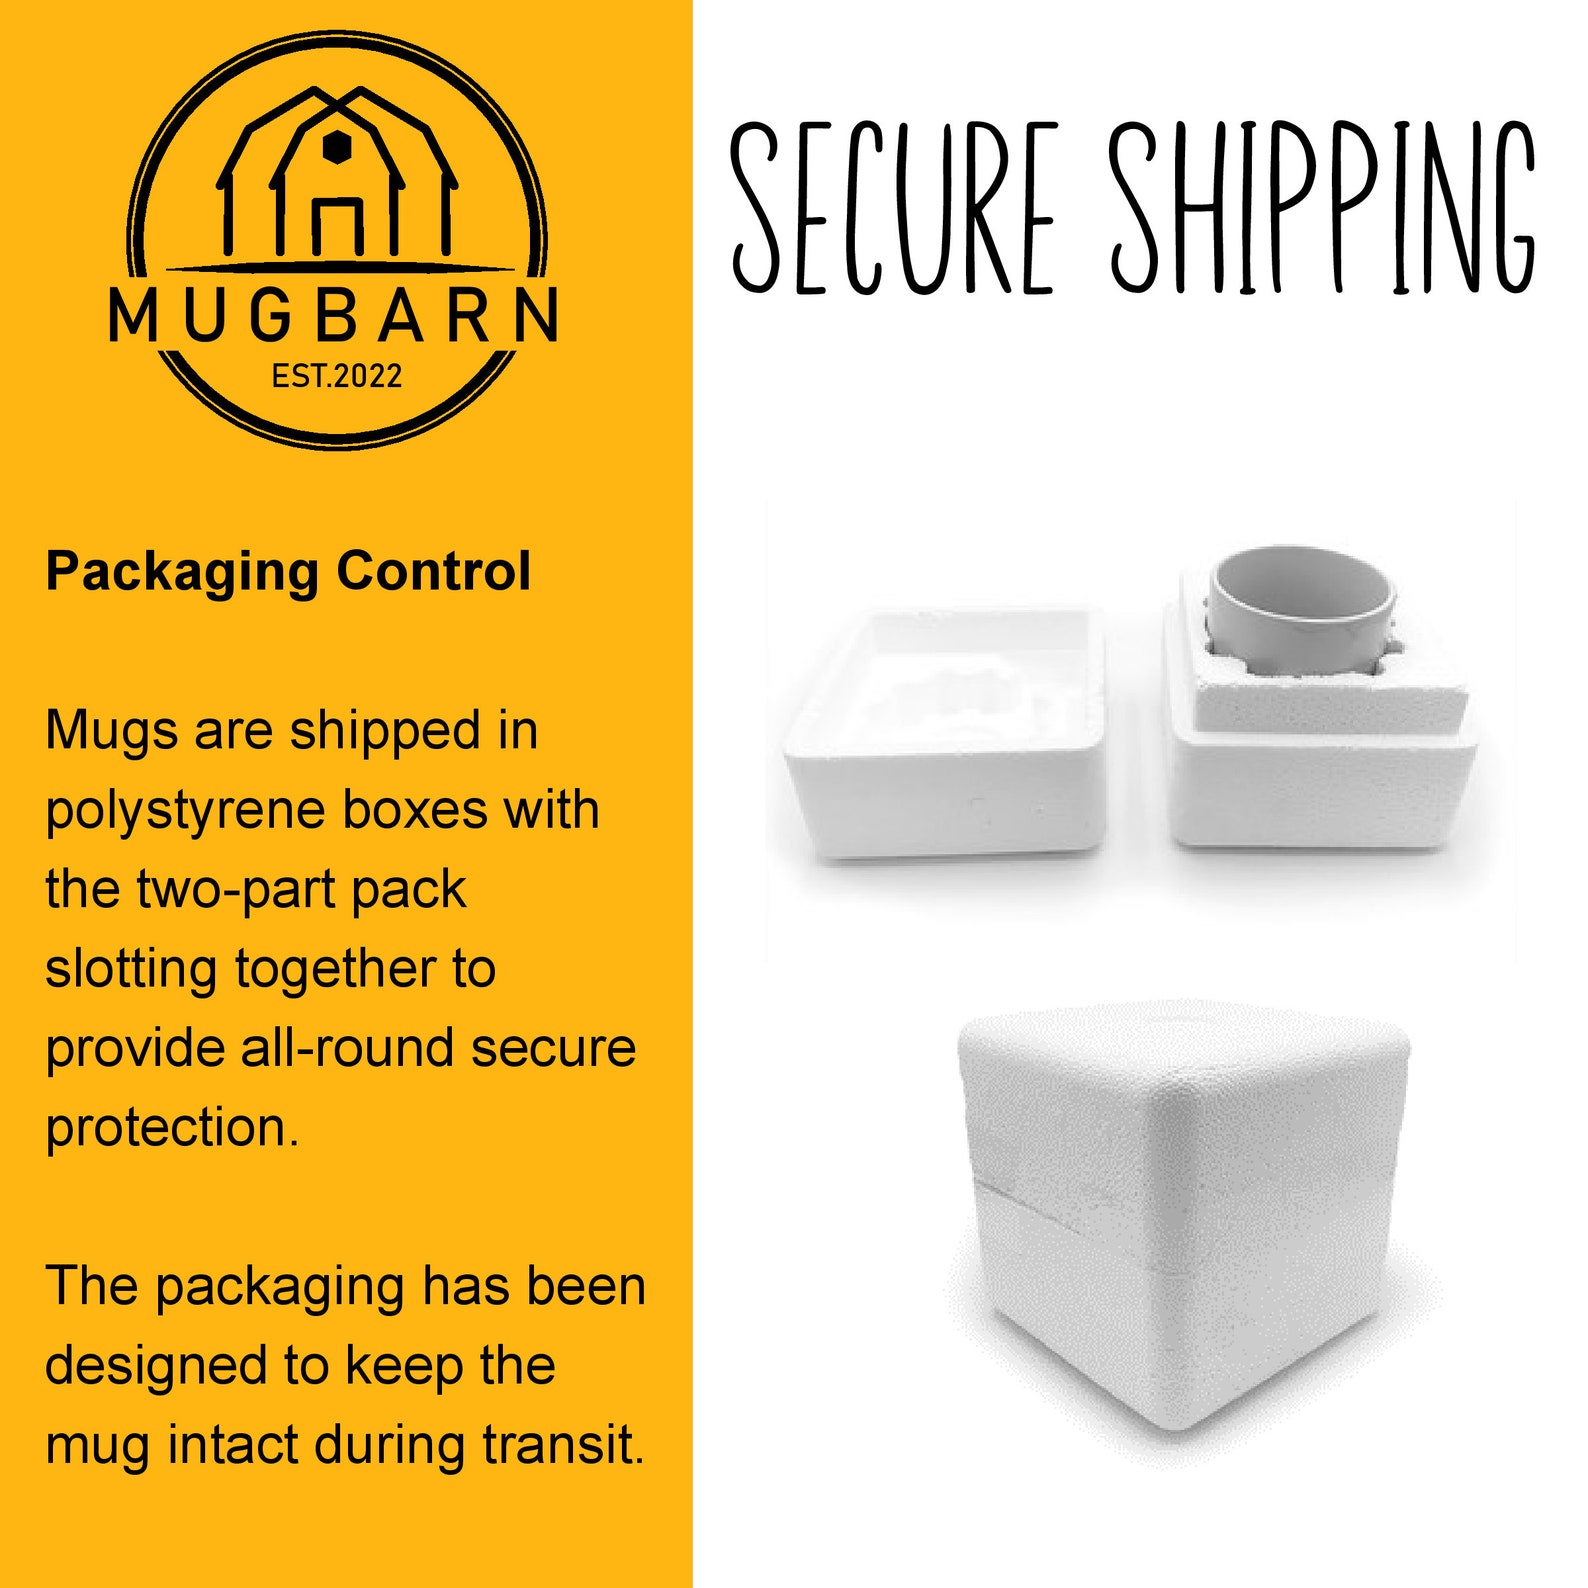 MUGBARN
EST.2022
Packaging Control
Mugs are shipped in
polystyrene boxes with
the two-part pack
slotting together to
provide all-round secure
protection.
The packaging has been
designed to keep the
mug intact during transit.
SECURE SHIPPING